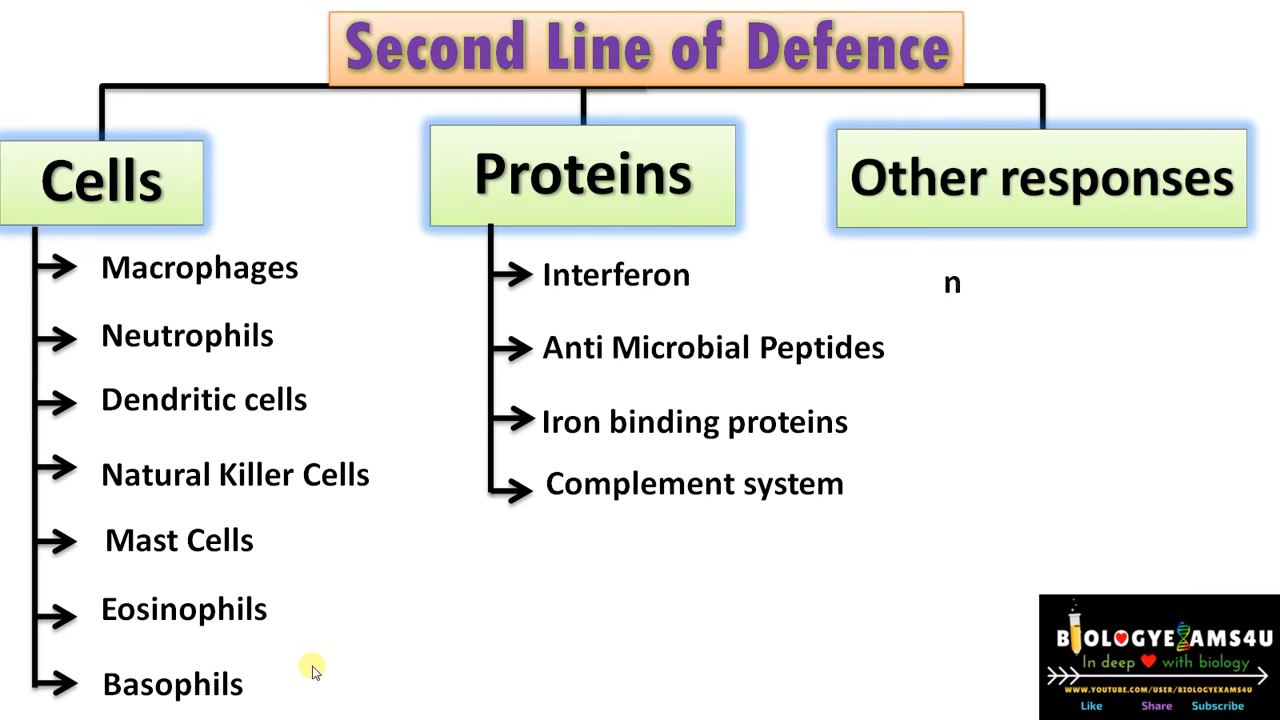 Second Line of Defence
Cells
Proteins
Other responses
Macrophages
Neutrophils
Dendritic cells
Natural Killer Cells
Mast Cells
Eosinophils
Basophils
Interferon
Anti Microbial Peptides
Iron binding proteins
Complement system
n
BIOLOGYEXAMS4U
In deep ❤ with biology
WWW.YOUTUBE.COM/USER/BIOLOGYEXAMS4U
Like Share Subscribe